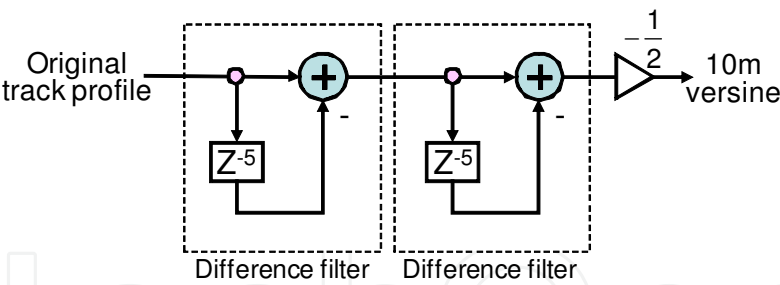 Original
track profile
+
-
Z-5
Difference filter
+
-
Z-5
Difference filter
-1/2
10m
versine